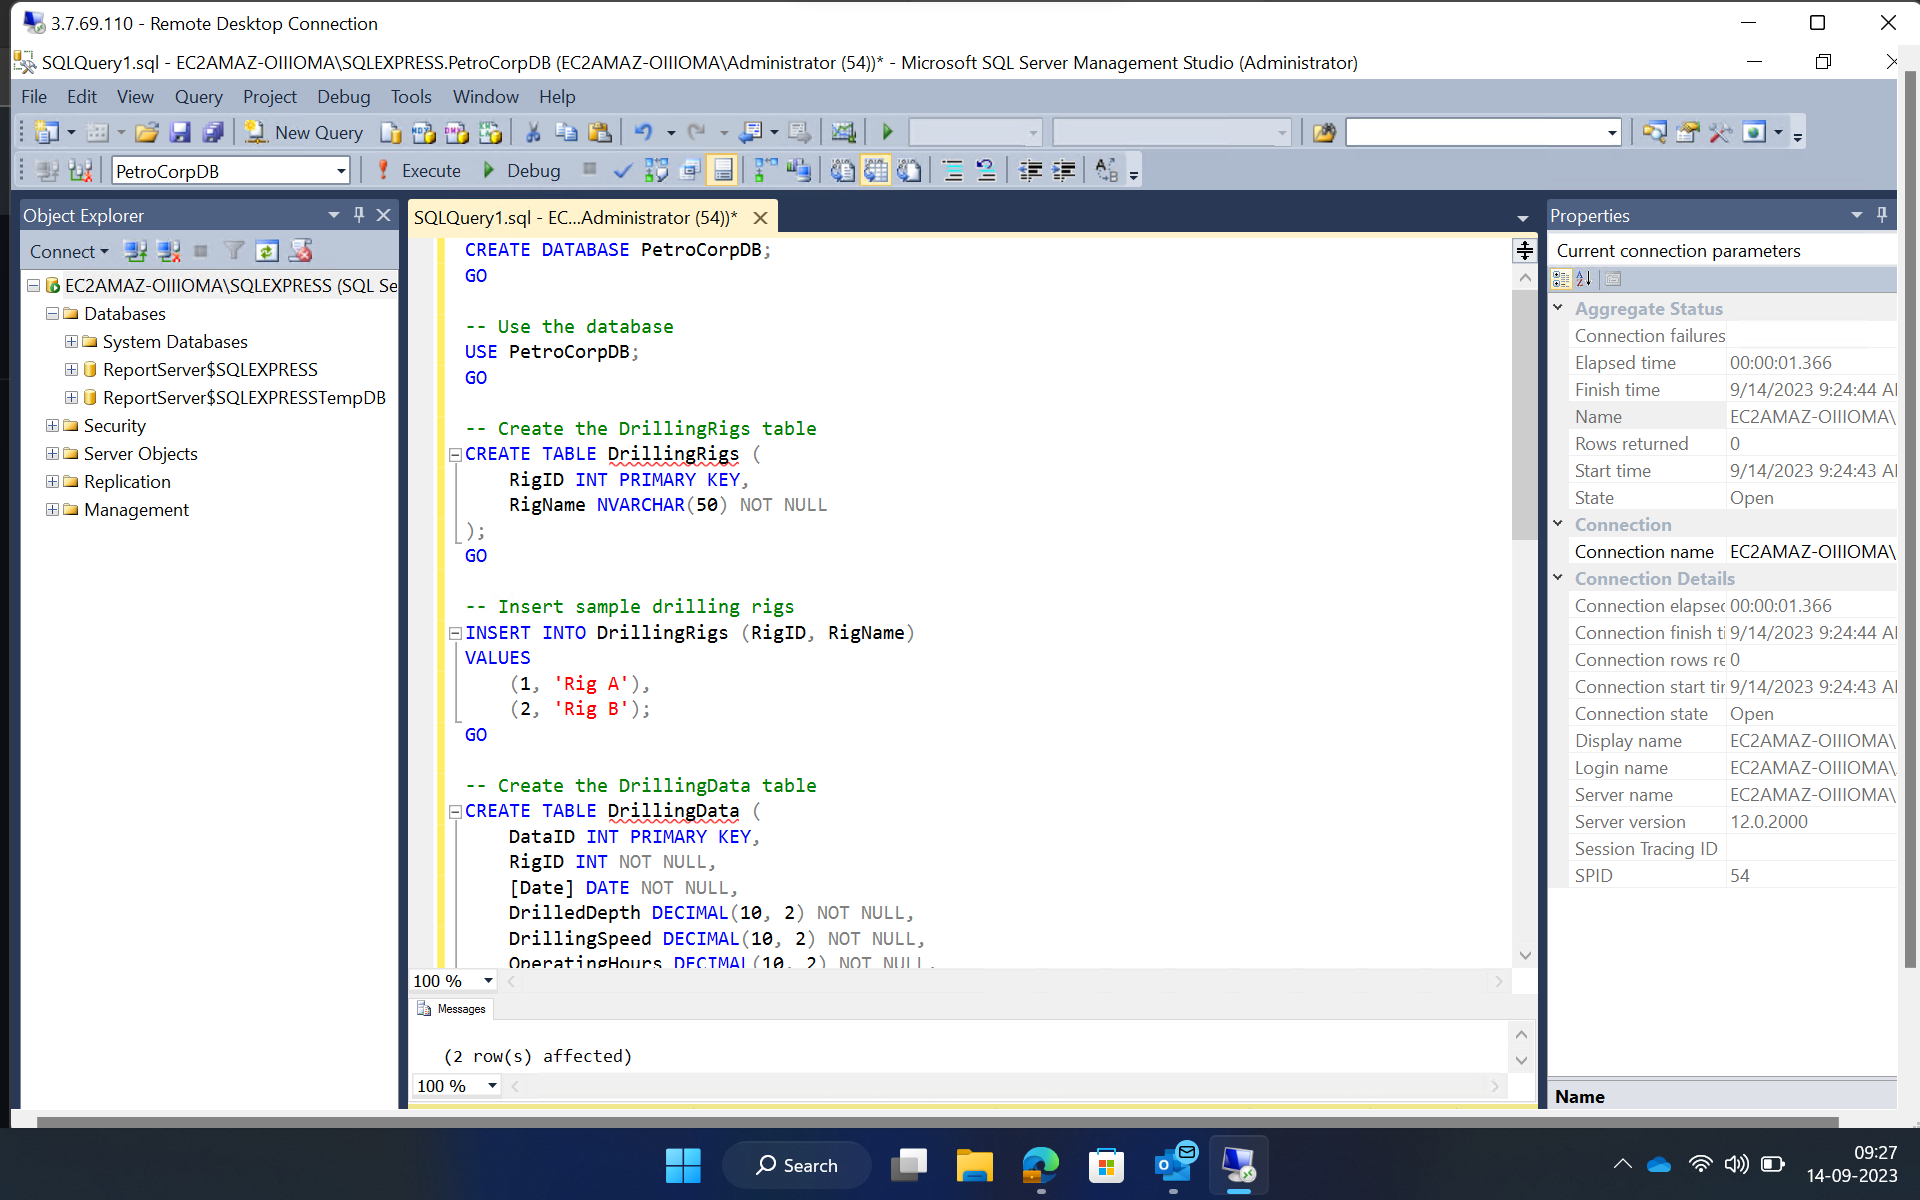 3.7.69.110 - Remote Desktop Connection
SQLQuery1.sql - EC2AMAZ-OIIIOMA\SQLEXPRESS.PetroCorpDB (EC2AMAZ-OIIIOMA\Administrator (54))* - Microsoft SQL Server Management Studio (Administrator)
File Edit View Query Project Debug Tools Window Help
New Query
PetroCorpDB Execute Debug
Object Explorer
Connect
EC2AMAZ-OIIIOMA\SQLEXPRESS (SQL Se
Databases
System Databases
ReportServer$SQLEXPRESS
ReportServer$SQLEXPRESSTempDB
Security
Server Objects
Replication
Management
SQLQuery1.sql - EC...Administrator (54))*
CREATE DATABASE PetroCorpDB;
GO
-- Use the database
USE PetroCorpDB;
GO
-- Create the DrillingRigs table
CREATE TABLE DrillingRigs (
RigID INT PRIMARY KEY,
RigName NVARCHAR(50) NOT NULL
);
GO
-- Insert sample drilling rigs
INSERT INTO DrillingRigs (RigID, RigName)
VALUES
(1, 'Rig A'),
(2, 'Rig B');
GO
-- Create the DrillingData table
CREATE TABLE DrillingData (
DataID INT PRIMARY KEY,
RigID INT NOT NULL,
[Date] DATE NOT NULL,
DrilledDepth DECIMAL(10, 2) NOT NULL,
DrillingSpeed DECIMAL(10, 2) NOT NULL,
OperatingHours DECIMAL(10, 2) NOT NULL,
100 %
Messages
(2 row(s) affected)
100 %
Properties
Current connection parameters
Aggregate Status
Connection failures
Elapsed time 00:00:01.366
Finish time 9/14/2023 9:24:44 AM
Name EC2AMAZ-OIIIOMA\
Rows returned 0
Start time 9/14/2023 9:24:43 AM
State Open
Connection
Connection name EC2AMAZ-OIIIOMA\
Connection Details
Connection elapsed 00:00:01.366
Connection finish ti 9/14/2023 9:24:44 AM
Connection rows re 0
Connection start tir 9/14/2023 9:24:43 AM
Connection state Open
Display name EC2AMAZ-OIIIOMA\
Login name EC2AMAZ-OIIIOMA\
Server name EC2AMAZ-OIIIOMA\
Server version 12.0.2000
Session Tracing ID
SPID 54
Name
Search
09:27
14-09-2023